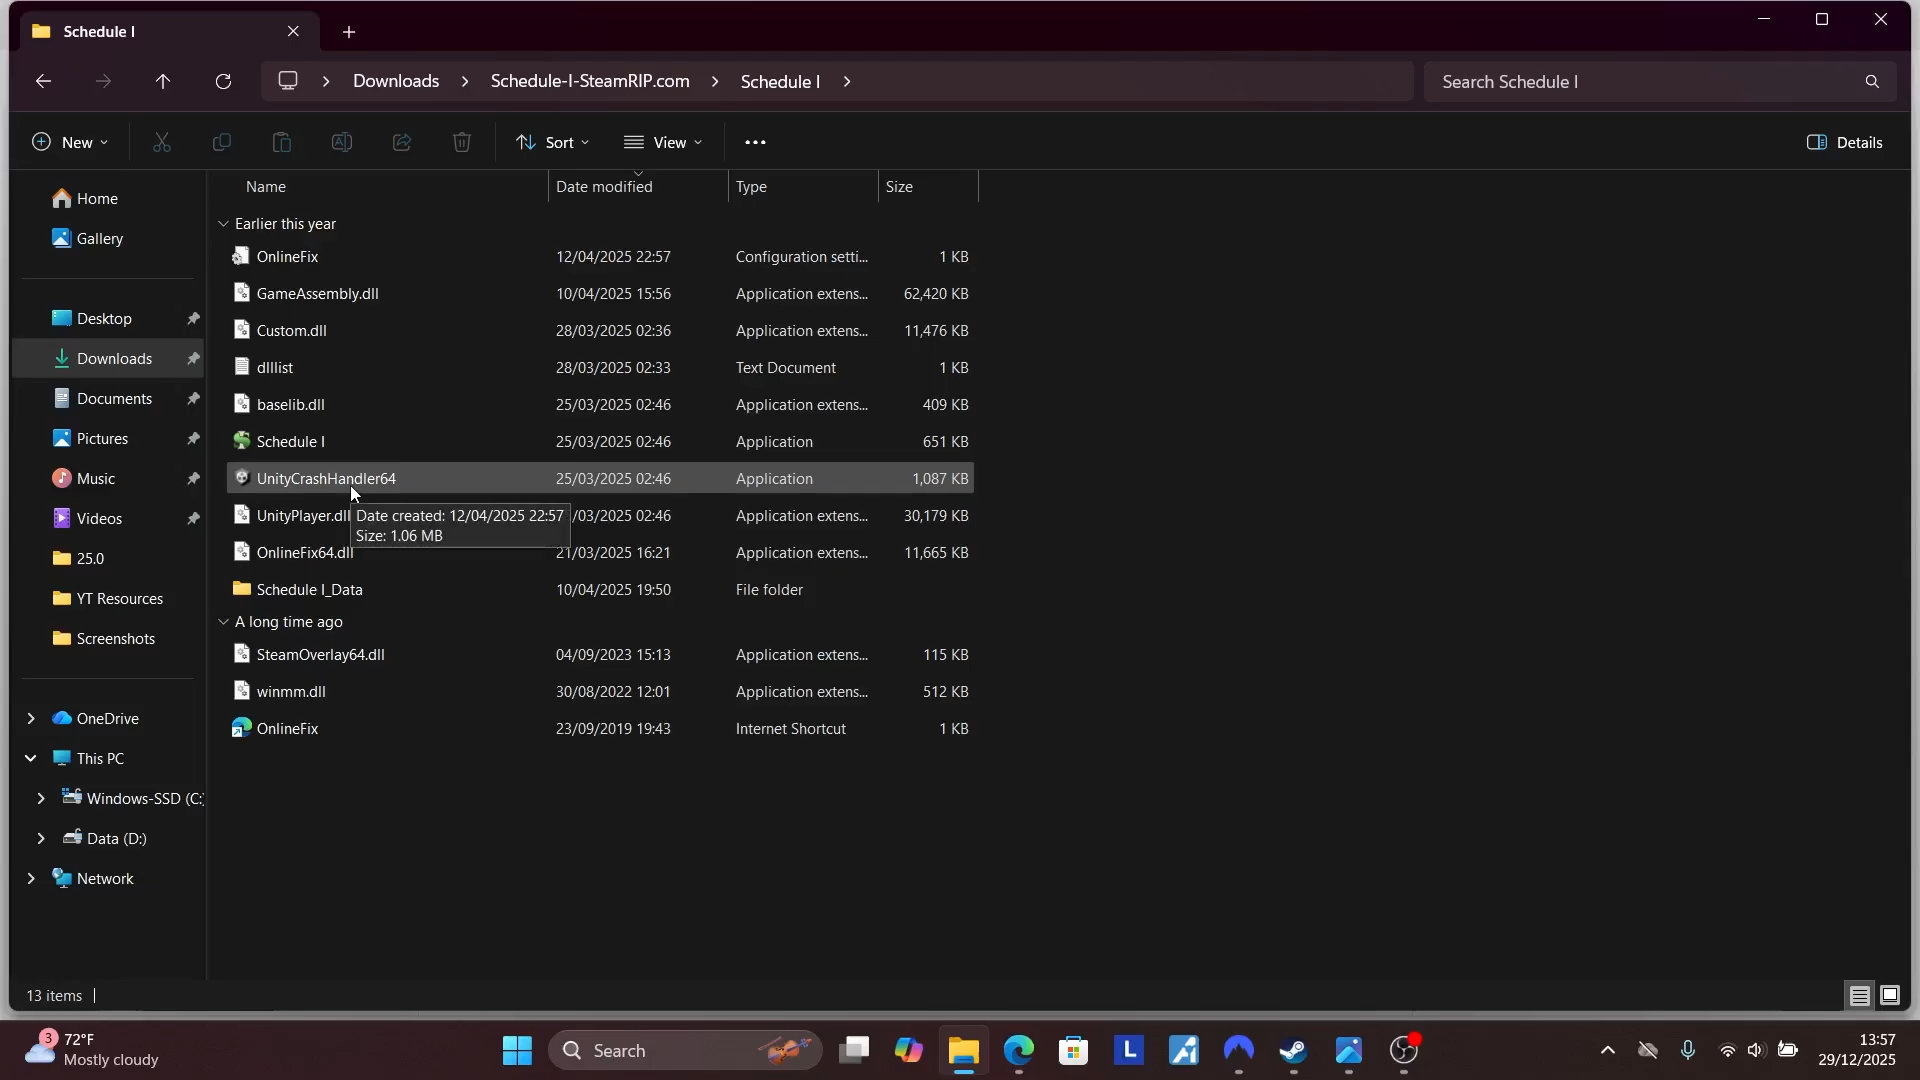 Schedule I
Downloads
Schedule-I-SteamRIP.com
Schedule I
Search Schedule I
New
Sort
View
Details
Name
Date modified
Type
Size
Home
Gallery
Desktop
Downloads
Documents
Pictures
Music
Videos
25.0
YT Resources
Screenshots
OneDrive
This PC
Windows-SSD (C:
Data (D:)
Network
Earlier this year
OnlineFix 12/04/2025 22:57 Configuration setti... 1 KB
GameAssembly.dll 10/04/2025 15:56 Application extens... 62,420 KB
Custom.dll 28/03/2025 02:36 Application extens... 11,476 KB
dlllist 28/03/2025 02:33 Text Document 1 KB
baselib.dll 25/03/2025 02:46 Application extens... 409 KB
Schedule I 25/03/2025 02:46 Application 651 KB
UnityCrashHandler64 25/03/2025 02:46 Application 1,087 KB
UnityPlayer.dll /03/2025 02:46 Application extens... 30,179 KB
Date created: 12/04/2025 22:57
Size: 1.06 MB
OnlineFix64.dll 21/03/2025 16:21 Application extens... 11,665 KB
Schedule I_Data 10/04/2025 19:50 File folder
A long time ago
SteamOverlay64.dll 04/09/2023 15:13 Application extens... 115 KB
winmm.dll 30/08/2022 12:01 Application extens... 512 KB
OnlineFix 23/09/2019 19:43 Internet Shortcut 1 KB
13 items
3
72°F
Mostly cloudy
Search
L
13:57
29/12/2025